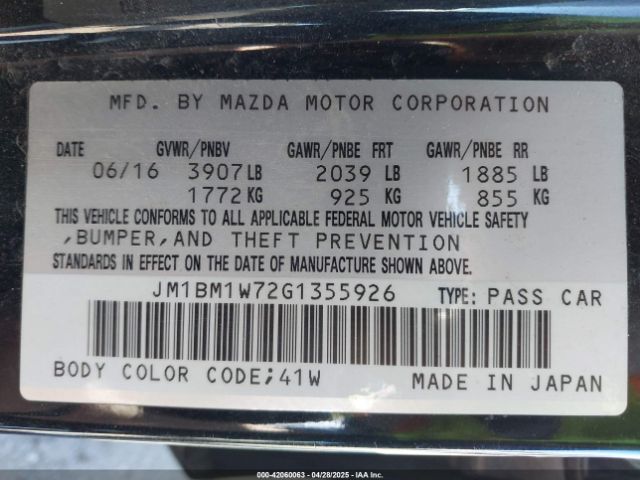 MFD. BY MAZDA MOTOR CORPORATION
DATE GVWR/PNBV GAWR/PNBE FRT GAWR/PNBE RR
06/16 3907 LB 2039 LB 1885 LB
1772 KG 925 KG 855 KG
THIS VEHICLE CONFORMS TO ALL APPLICABLE FEDERAL MOTOR VEHICLE SAFETY
,BUMPER,AND THEFT PREVENTION
STANDARDS IN EFFECT ON THE DATE OF MANUFACTURE SHOWN ABOVE.
JM1BM1W72G1355926 TYPE: PASS CAR
BODY COLOR CODE;41W MADE IN JAPAN
000-42060063 - 04/28/2025 - IAA Inc.